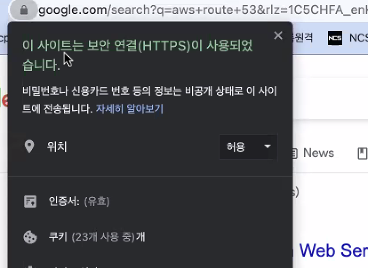 google.com/search?q=aws+route+53&rlz=1C5CHFA_en
이 사이트는 보안 연결(HTTPS)이 사용되었
습니다.
원격
NCS
NCS
비밀번호나 신용카드 번호 등의 정보는 비공개 상태로 이 사이
트에 전송됩니다. 자세히 알아보기
위치
허용
News
인증서: (유효)
쿠키 (23개 사용 중)개
Web Ser